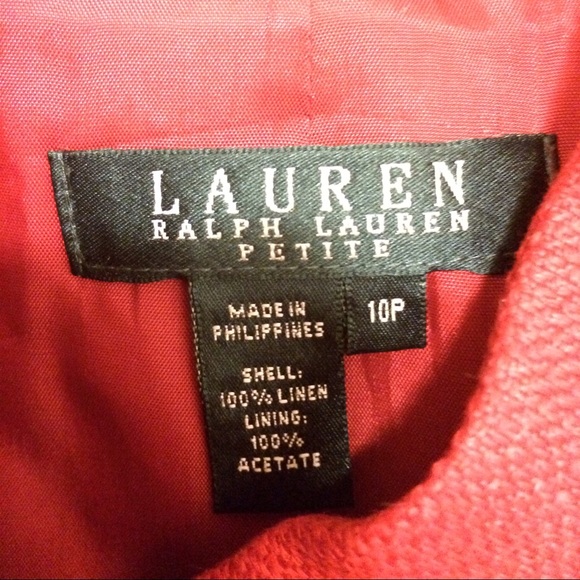 LAUREN
RALPH LAUREN
PETITE
MADE IN
PHILIPPINES
10P
SHELL:
100% LINEN
LINING:
100%
ACETATE